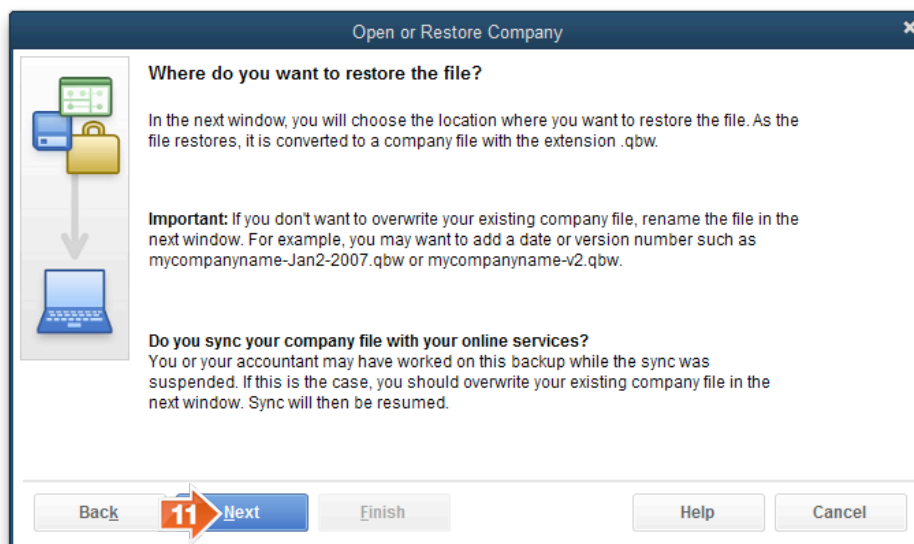 Open or Restore Company
Where do you want to restore the file?
In the next window, you will choose the location where you want to restore the file. As the
file restores, it is converted to a company file with the extension .qbw.
Important: If you don't want to overwrite your existing company file, rename the file in the
next window. For example, you may want to add a date or version number such as
mycompanyname-Jan2-2007.qbw or mycompanyname-v2.qbw.
Do you sync your company file with your online services?
You or your accountant may have worked on this backup while the sync was
suspended. If this is the case, you should overwrite your existing company file in the
next window. Sync will then be resumed.
Back 11 Next Finish Help Cancel